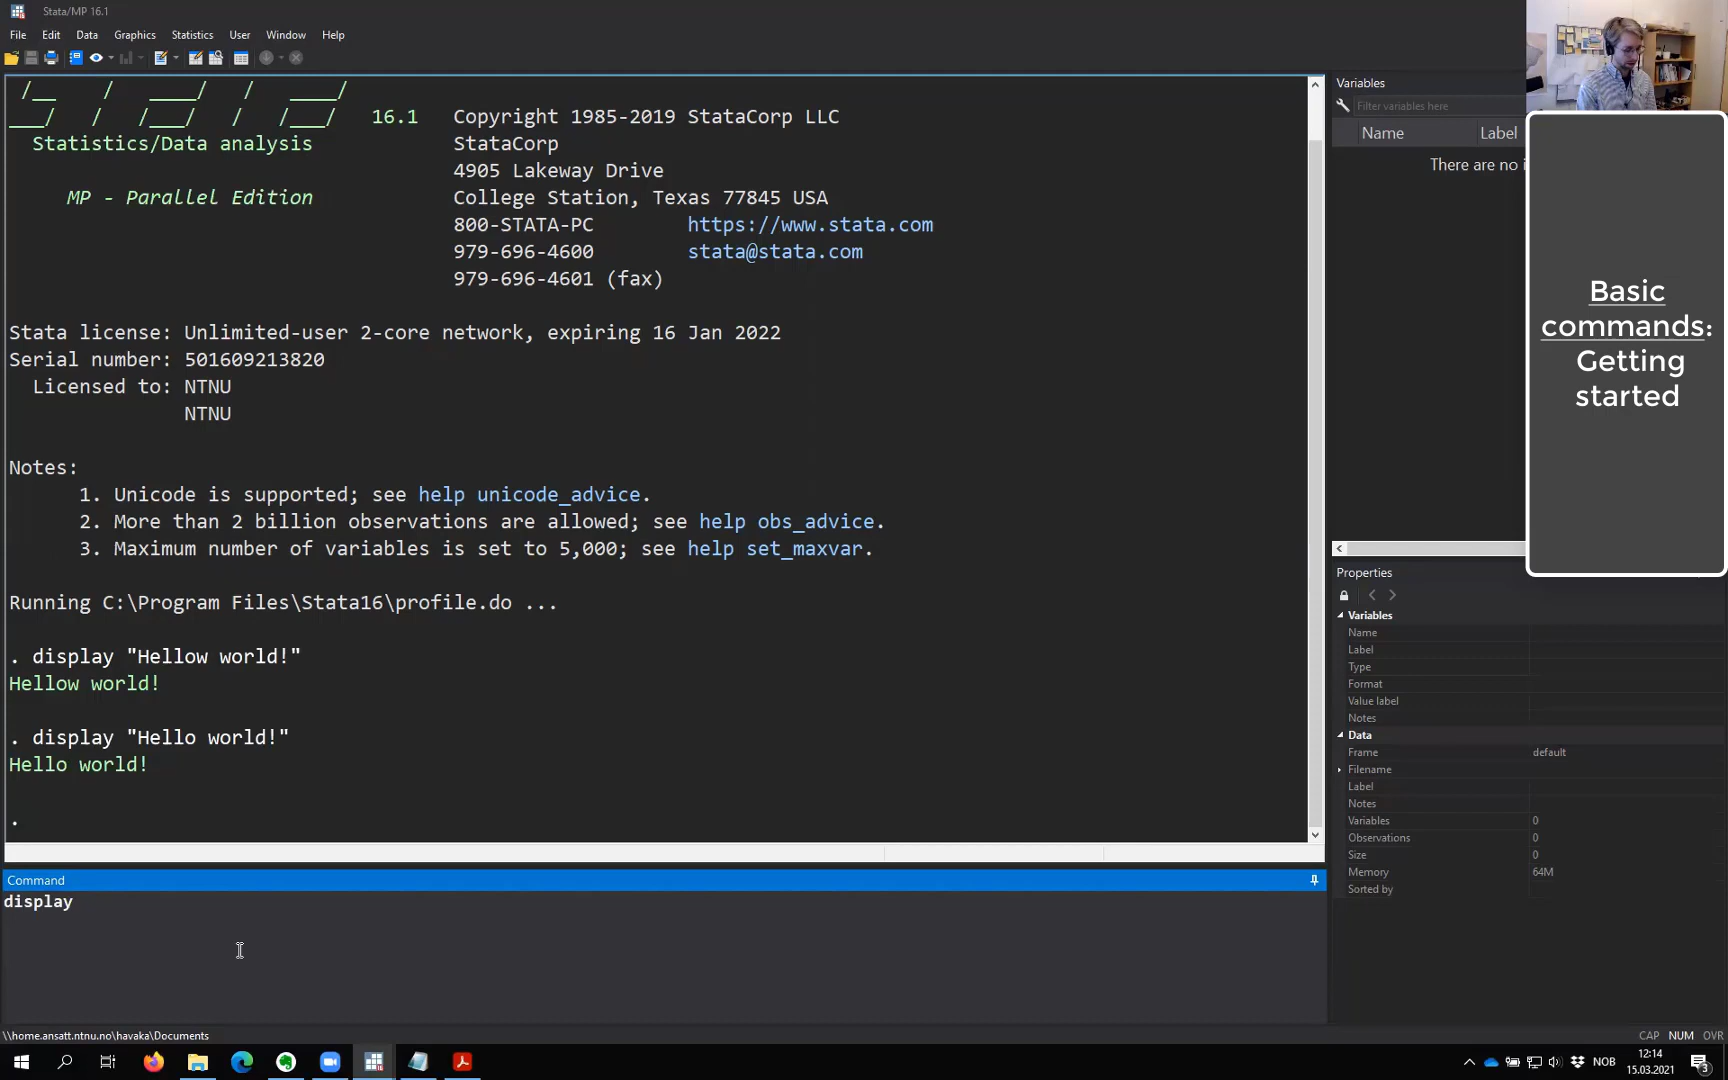 Stata/MP 16.1
File Edit Data Graphics Statistics User Window Help
16.1 Copyright 1985-2019 StataCorp LLC
Statistics/Data analysis StataCorp
4905 Lakeway Drive
MP - Parallel Edition College Station, Texas 77845 USA
800-STATA-PC https://www.stata.com
979-696-4600 stata@stata.com
979-696-4601 (fax)
Stata license: Unlimited-user 2-core network, expiring 16 Jan 2022
Serial number: 501609213820
Licensed to: NTNU
NTNU
Notes:
1. Unicode is supported; see help unicode_advice.
2. More than 2 billion observations are allowed; see help obs_advice.
3. Maximum number of variables is set to 5,000; see help set_maxvar.
Running C:\Program Files\Stata16\profile.do ...
. display "Hellow world!"
Hellow world!
. display "Hello world!"
Hello world!
.
Command
display
\\home.ansatt.ntnu.no\havaka\Documents
Variables
Filter variables here
Name Label
There are no
Basic
commands:
Getting
started
Properties
Variables
Name
Label
Type
Format
Value label
Notes
Data
Frame default
Filename
Label
Notes
Variables 0
Observations 0
Size 0
Memory 64M
Sorted by
CAP NUM OVR
NOB
12:14
15.03.2021
3